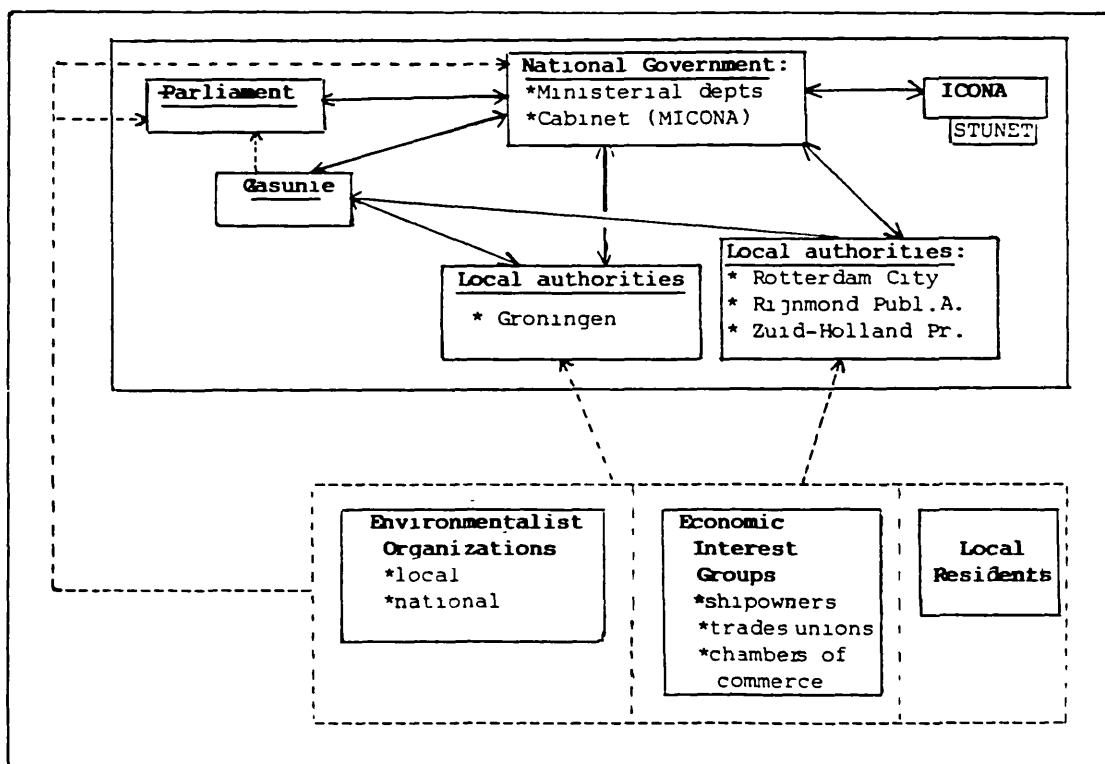 National Government:
*Ministerial depts
*Cabinet (MICONA)
Parliament
ICONA
STUNET
Gasunie
Local authorities
* Groningen
Local authorities:
* Rotterdam City
* Rijnmond Publ.A.
* Zuid-Holland Pr.
Environmentalist
Organizations
*local
*national
Economic
Interest
Groups
*shipowners
*trades unions
*chambers of
commerce
Local
Residents